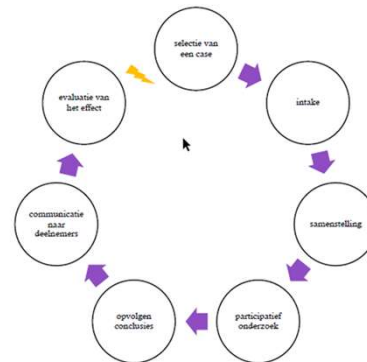 selectie van
een case
intake
samenstelling
participatief
onderzoek
opvolgen
conclusies
communicatie
naar
deelnemers
evaluatie van
het effect